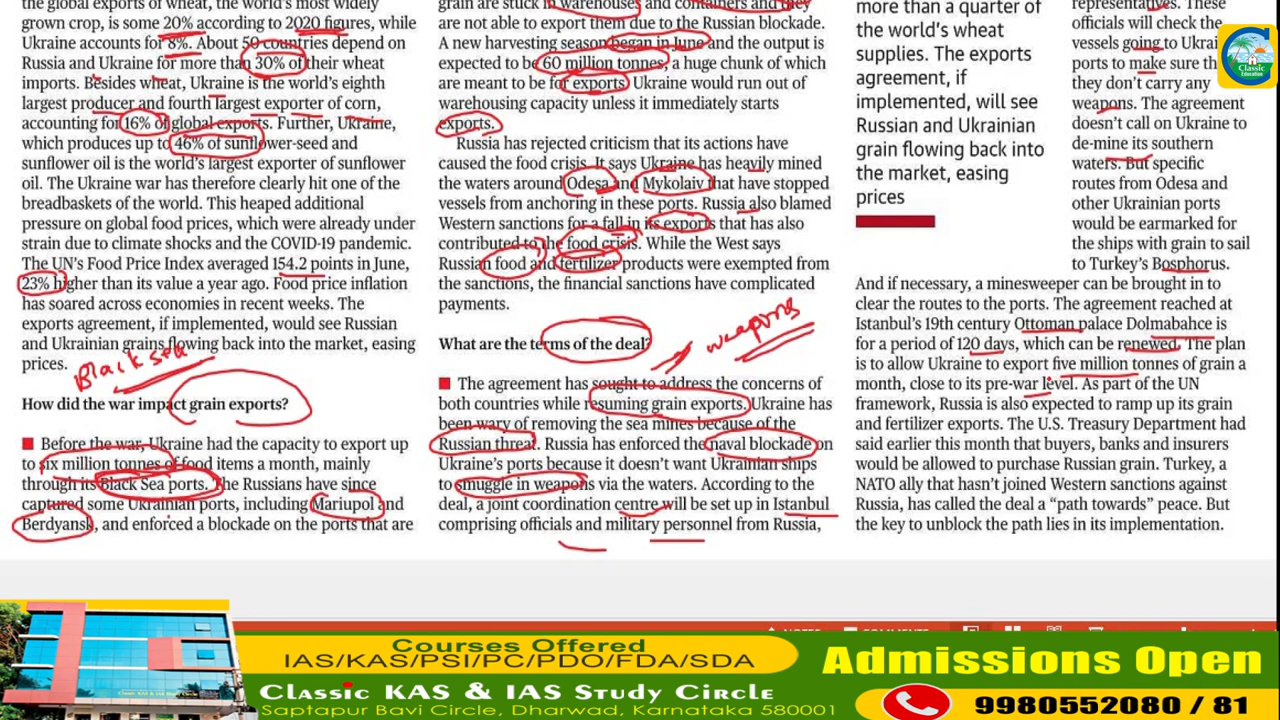 the global exports of wheat, the world's most widely
grown crop, is some 20% according to 2020 figures, while
Ukraine accounts for 8%. About 50 countries depend on
Russia and Ukraine for more than 30% of their wheat
imports. Besides wheat, Ukraine is the world's eighth
largest producer and fourth largest exporter of corn,
accounting for 16% of global exports. Further, Ukraine,
which produces up to 46% of sunflower-seed and
sunflower oil is the world's largest exporter of sunflower
oil. The Ukraine war has therefore clearly hit one of the
breadbaskets of the world. This heaped additional
pressure on global food prices, which were already under
strain due to climate shocks and the COVID-19 pandemic.
The UN's Food Price Index averaged 154.2 points in June,
23% higher than its value a year ago. Food price inflation
has soared across economies in recent weeks. The
exports agreement, if implemented, would see Russian
and Ukrainian grains flowing back into the market, easing
prices.
Black sea
How did the war impact grain exports?
■ Before the war, Ukraine had the capacity to export up
to six million tonnes of food items a month, mainly
through its Black Sea ports. The Russians have since
captured some Ukrainian ports, including Mariupol and
Berdyansk, and enforced a blockade on the ports that are
grain are stuck in warehouses and containers and they
are not able to export them due to the Russian blockade.
A new harvesting season began in June and the output is
expected to be 60 million tonnes, a huge chunk of which
are meant to be for exports. Ukraine would run out of
warehousing capacity unless it immediately starts
exports.
Russia has rejected criticism that its actions have
caused the food crisis. It says Ukraine has heavily mined
the waters around Odesa and Mykolaiv that have stopped
vessels from anchoring in these ports. Russia also blamed
Western sanctions for a fall in its exports that has also
contributed to the food crisis. While the West says
Russian food and fertilizer products were exempted from
the sanctions, the financial sanctions have complicated
payments.
weapons
What are the terms of the deal?
■ The agreement has sought to address the concerns of
both countries while resuming grain exports. Ukraine has
been wary of removing the sea mines because of the
Russian threat. Russia has enforced the naval blockade on
Ukraine's ports because it doesn't want Ukrainian ships
to smuggle in weapons via the waters. According to the
deal, a joint coordination centre will be set up in Istanbul
comprising officials and military personnel from Russia,
more than a quarter of
the world's wheat
supplies. The exports
agreement, if
implemented, will see
Russian and Ukrainian
grain flowing back into
the market, easing
prices
representatives. These
officials will check the
vessels going to Ukrai
ports to make sure th
they don't carry any
weapons. The agreement
doesn't call on Ukraine to
de-mine its southern
waters. But specific
routes from Odesa and
other Ukrainian ports
would be earmarked for
the ships with grain to sail
to Turkey's Bosphorus.
And if necessary, a minesweeper can be brought in to
clear the routes to the ports. The agreement reached at
Istanbul's 19th century Ottoman palace Dolmabahce is
for a period of 120 days, which can be renewed. The plan
is to allow Ukraine to export five million tonnes of grain a
month, close to its pre-war level. As part of the UN
framework, Russia is also expected to ramp up its grain
and fertilizer exports. The U.S. Treasury Department had
said earlier this month that buyers, banks and insurers
would be allowed to purchase Russian grain. Turkey, a
NATO ally that hasn't joined Western sanctions against
Russia, has called the deal a "path towards" peace. But
the key to unblock the path lies in its implementation.
Classic
Education
NOTES COMMENTS
Courses Offered
IAS/KAS/PSI/PC/PDO/FDA/SDA
Classic KAS & IAS Study Circle
Saptapur Bavi Circle, Dharwad, Karnataka 580001
Admissions Open
9980552080 / 81